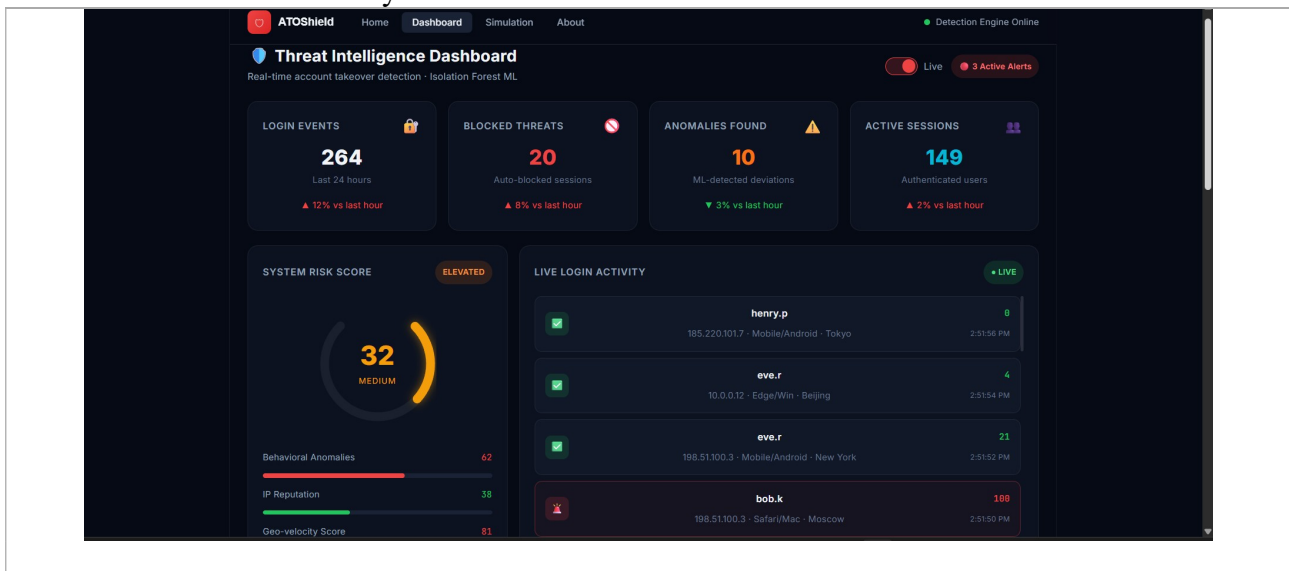 y
ATOShield Home Dashboard Simulation About Detection Engine Online
Threat Intelligence Dashboard
Real-time account takeover detection · Isolation Forest ML
Live 3 Active Alerts
LOGIN EVENTS
264
Last 24 hours
▲ 12% vs last hour
BLOCKED THREATS
20
Auto-blocked sessions
▲ 8% vs last hour
ANOMALIES FOUND
10
ML-detected deviations
▼ 3% vs last hour
ACTIVE SESSIONS
149
Authenticated users
▲ 2% vs last hour
SYSTEM RISK SCORE ELEVATED
32
MEDIUM
Behavioral Anomalies 62
IP Reputation 38
Geo-velocity Score 81
LIVE LOGIN ACTIVITY • LIVE
henry.p 0
185.220.101.7 · Mobile/Android · Tokyo 2:51:56 PM
eve.r 4
10.0.0.12 · Edge/Win · Beijing 2:51:54 PM
eve.r 21
198.51.100.3 · Mobile/Android · New York 2:51:52 PM
bob.k 100
198.51.100.3 · Safari/Mac · Moscow 2:51:50 PM